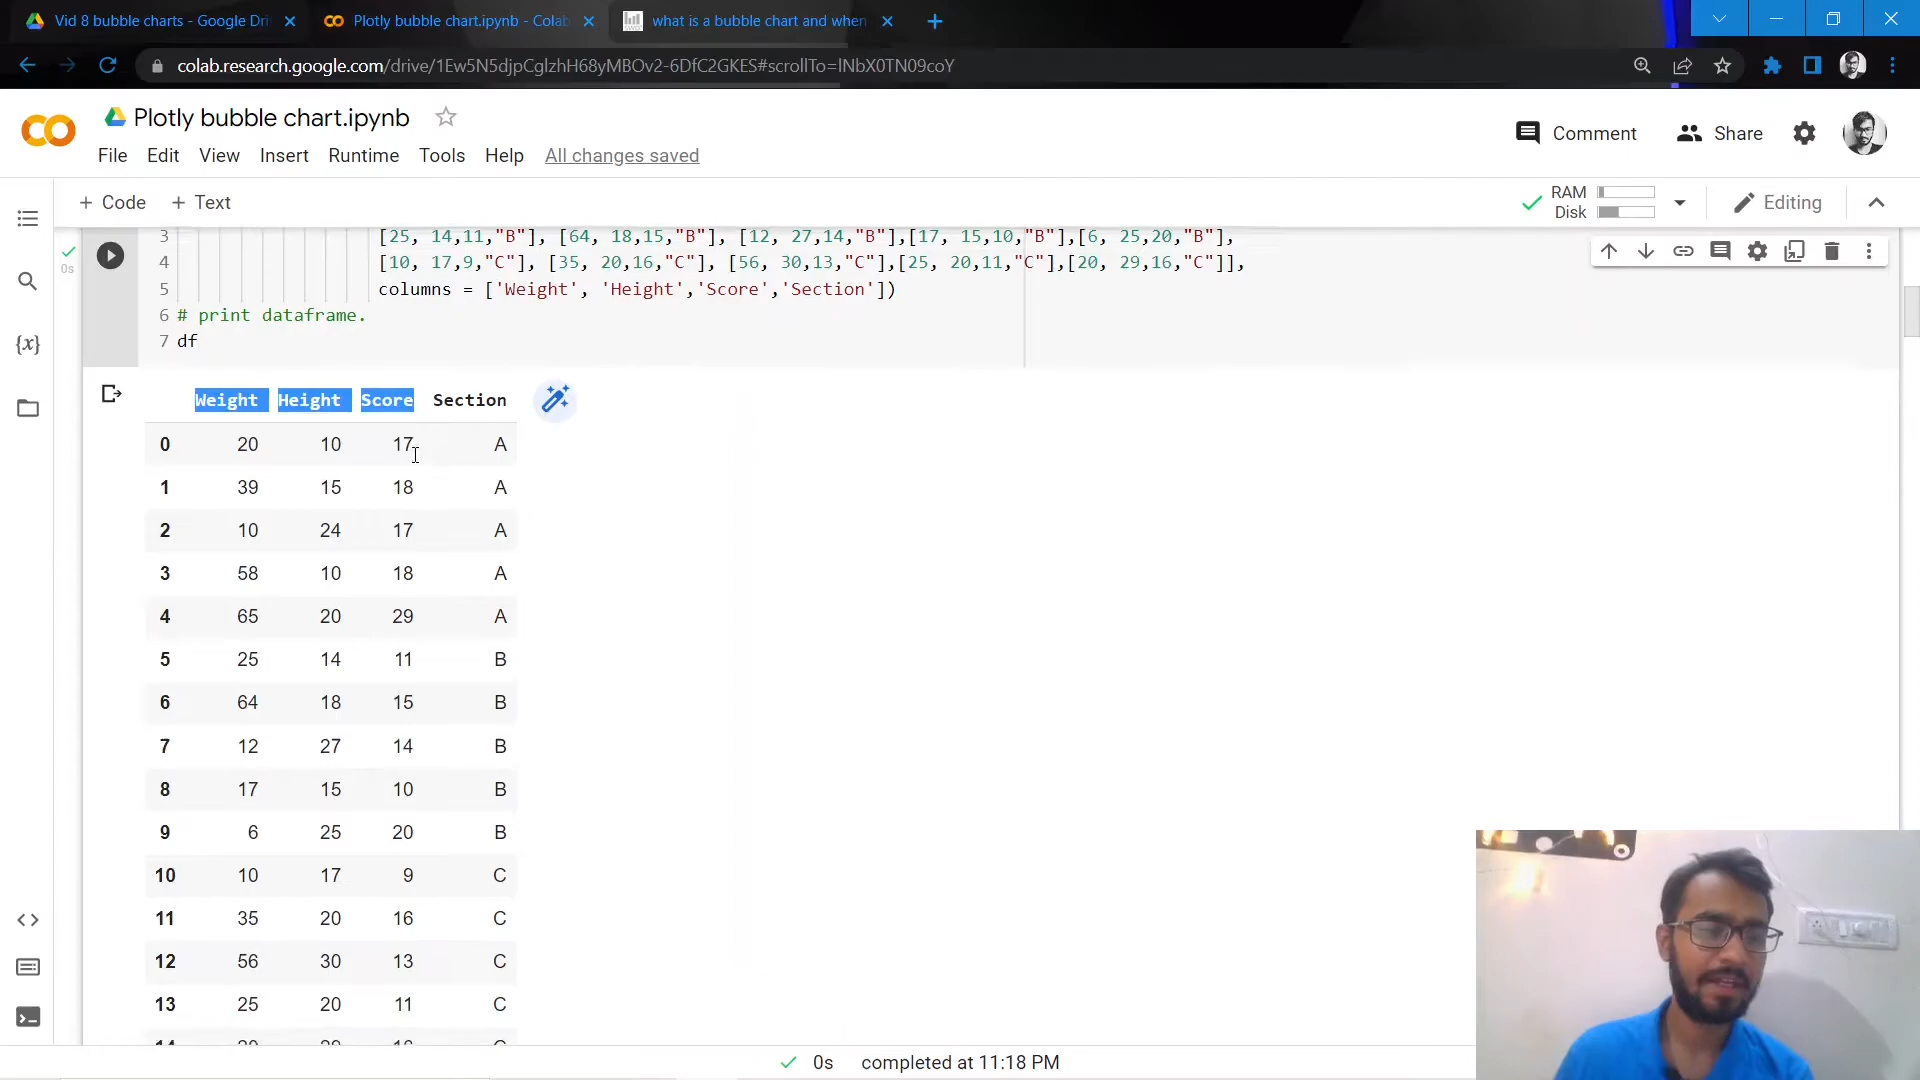 Vid 8 bubble charts - Google Dri
Plotly bubble chart.ipynb - Colab
what is a bubble chart and when
colab.research.google.com/drive/1Ew5N5djpCglzhH68yMBOv2-6DfC2GKES#scrollTo=lNbX0TN09coY
Plotly bubble chart.ipynb
File Edit View Insert Runtime Tools Help All changes saved
Comment Share
+ Code + Text
RAM
Disk
Editing
3 [25, 14,11,"B"], [64, 18,15,"B"], [12, 27,14,"B"],[17, 15,10,"B"],[6, 25,20,"B"],
4 [10, 17,9,"C"], [35, 20,16,"C"], [56, 30,13,"C"],[25, 20,11,"C"],[20, 29,16,"C"]],
5 columns = ['Weight', 'Height','Score','Section'])
6 # print dataframe.
7 df
0s
{x}
Weight Height Score Section
0 20 10 17 A
1 39 15 18 A
2 10 24 17 A
3 58 10 18 A
4 65 20 29 A
5 25 14 11 B
6 64 18 15 B
7 12 27 14 B
8 17 15 10 B
9 6 25 20 B
10 10 17 9 C
11 35 20 16 C
12 56 30 13 C
13 25 20 11 C
0s completed at 11:18 PM